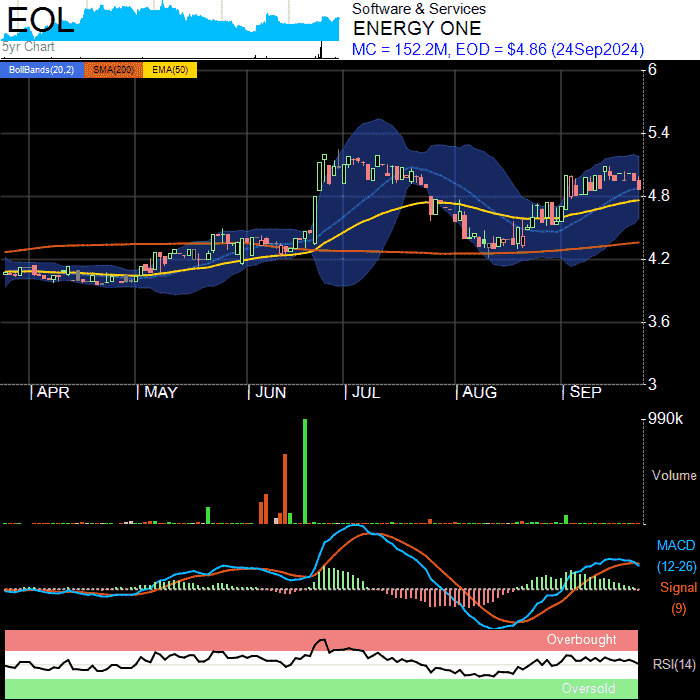 EOL
5yr Chart
Software & Services
ENERGY ONE
MC = 152.2M, EOD = $4.86 (24Sep2024)
BollBands(20,2) SMA(200) EMA(50)
6
5.4
4.8
4.2
3.6
3
APR MAY JUN JUL AUG SEP
990k
Volume
MACD
(12-26)
Signal
(9)
Overbought
RSI(14)
Oversold